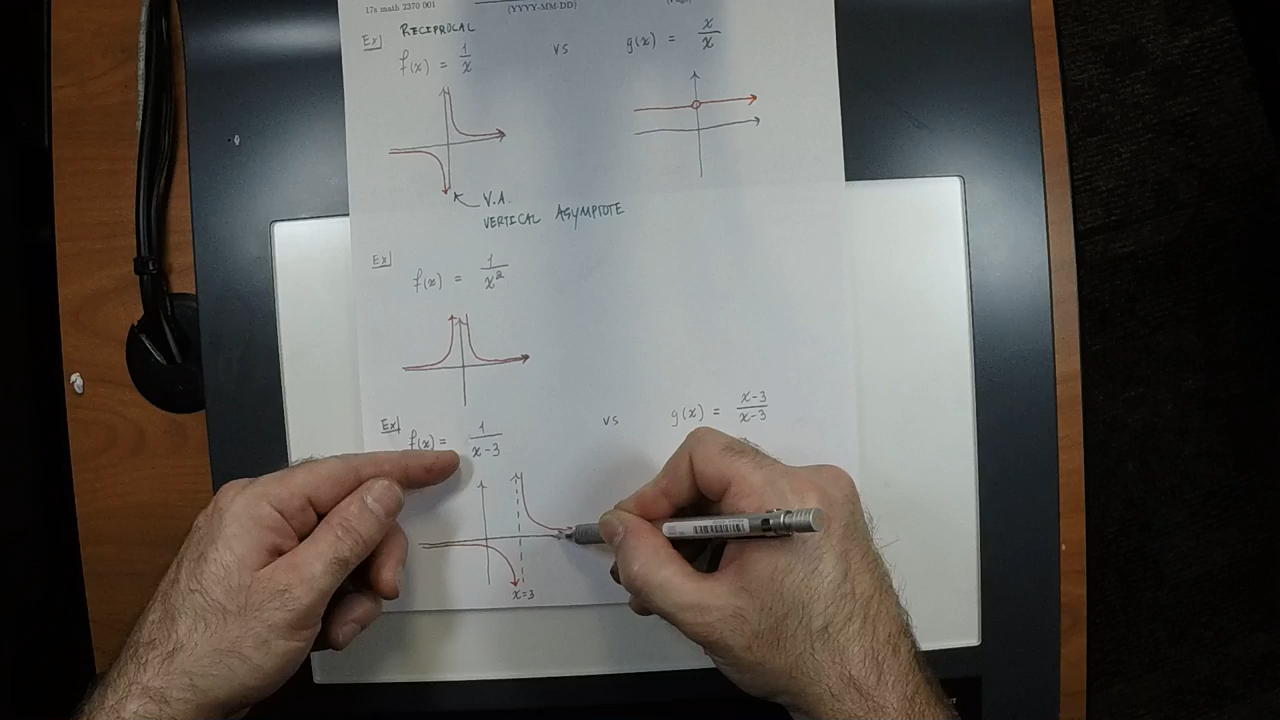 17s math 2370 001
(YYYY-MM-DD)
Ex] RECIPROCAL
f(x) = 1/x vs g(x) = x/x
V.A.
VERTICAL ASYMPTOTE
Ex]
f(x) = 1/x²
Ex]
f(x) = 1/(x-3) vs g(x) = (x-3)/(x-3)
x=3